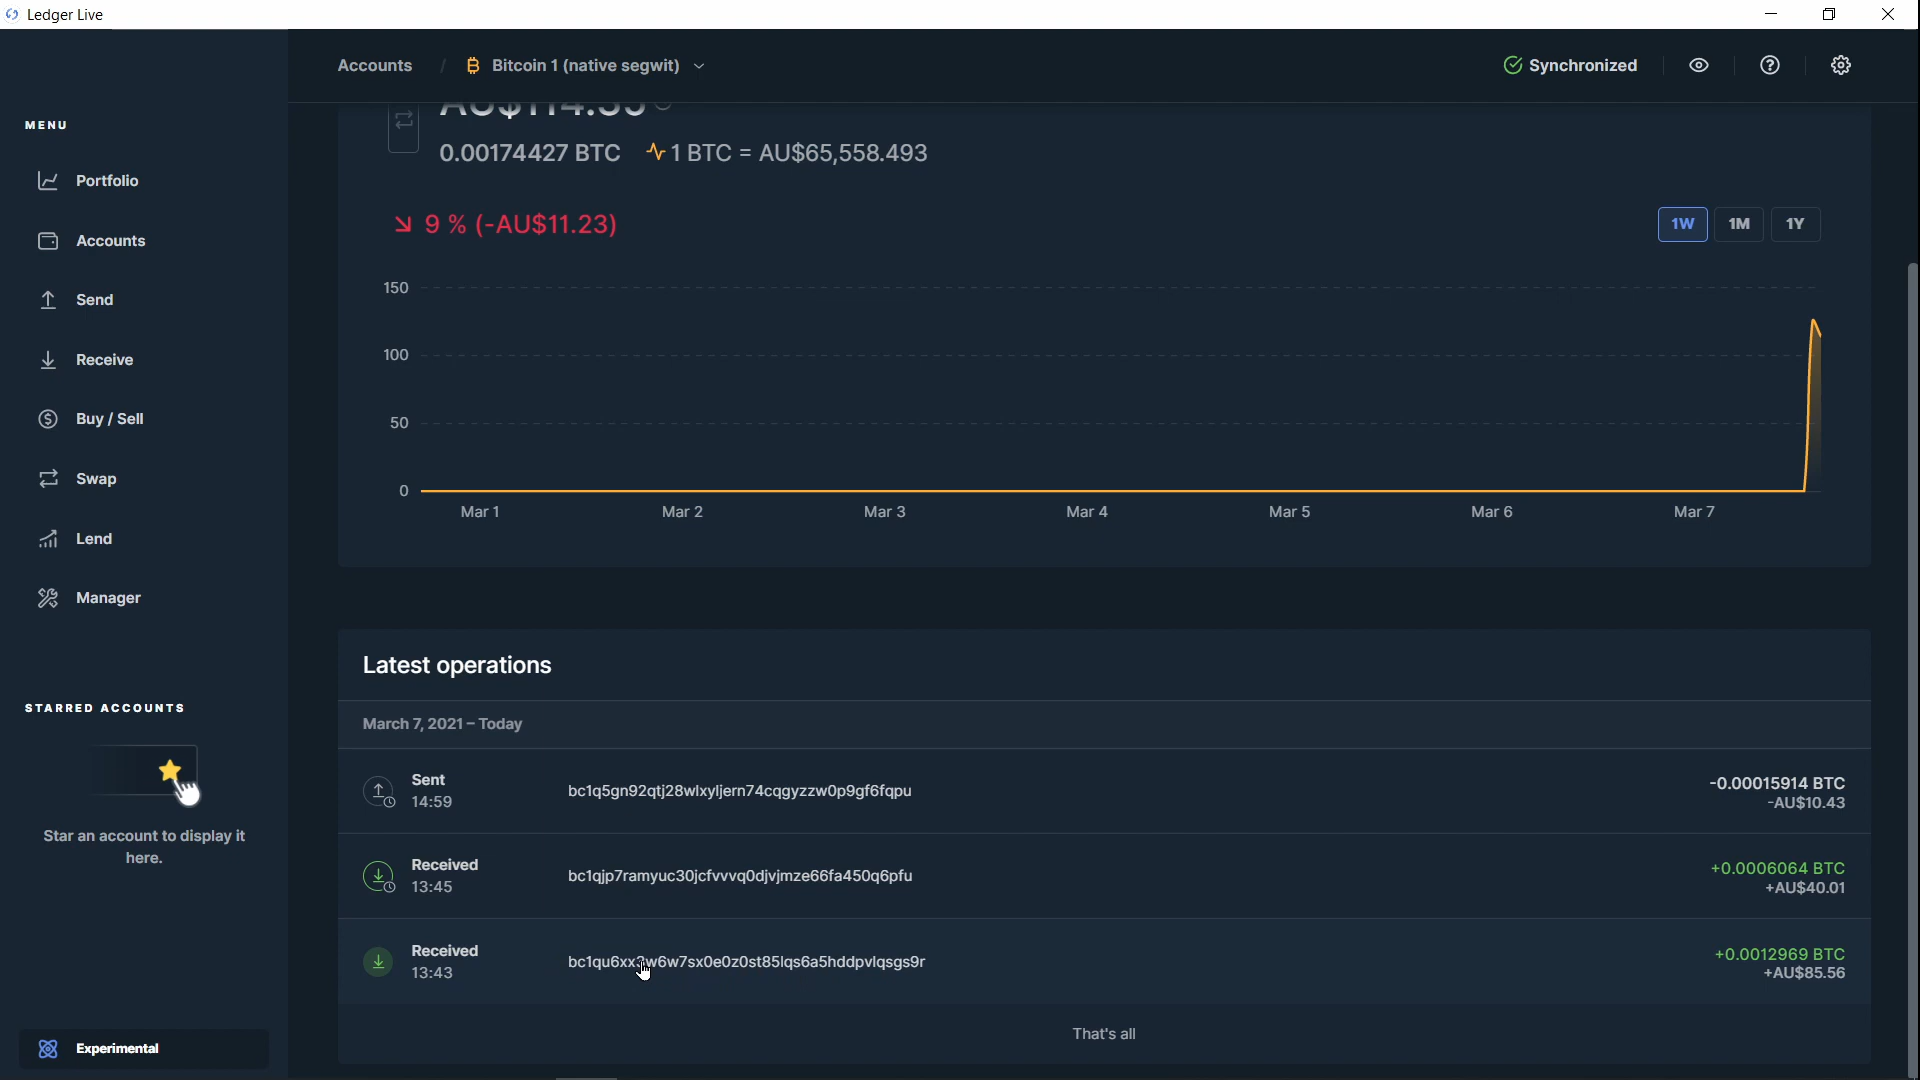 Ledger Live
Accounts / Bitcoin 1 (native segwit)
Synchronized
MENU
Portfolio
Accounts
Send
Receive
Buy / Sell
Swap
Lend
Manager
STARRED ACCOUNTS
Star an account to display it
here.
Experimental
0.00174427 BTC 1 BTC = AU$65,558.493
9 % (-AU$11.23)
1W 1M 1Y
150
100
50
0
Mar 1 Mar 2 Mar 3 Mar 4 Mar 5 Mar 6 Mar 7
Latest operations
March 7, 2021 – Today
Sent
14:59
bc1q5gn92qtj28wlxyljern74cqgyzzw0p9gf6fqpu
-0.00015914 BTC
-AU$10.43
Received
13:45
bc1qjp7ramyuc30jcfvvvq0djvjmze66fa450q6pfu
+0.0006064 BTC
+AU$40.01
Received
13:43
+0.0012969 BTC
+AU$85.56
That's all